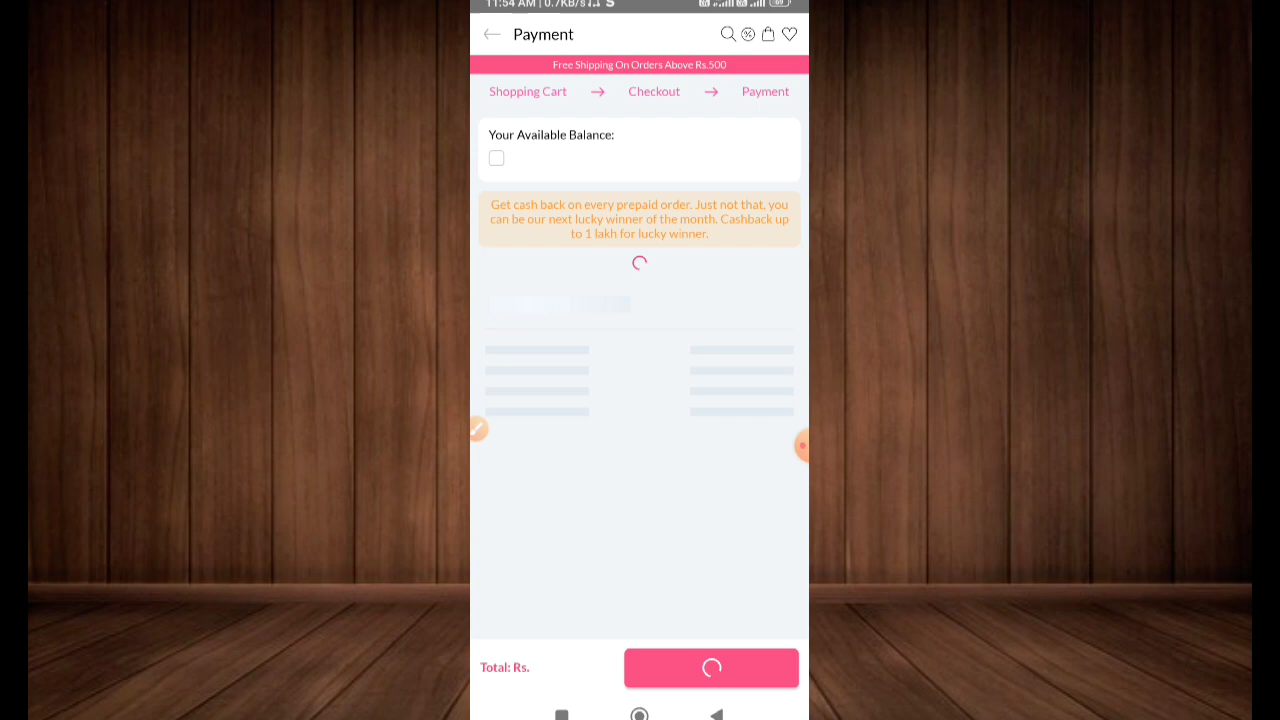 11:54 AM | 0.7KB/s
Payment
Free Shipping On Orders Above Rs.500
Shopping Cart → Checkout → Payment
Your Available Balance:
Get cash back on every prepaid order. Just not that, you
can be our next lucky winner of the month. Cashback up
to 1 lakh for lucky winner.
Total: Rs.